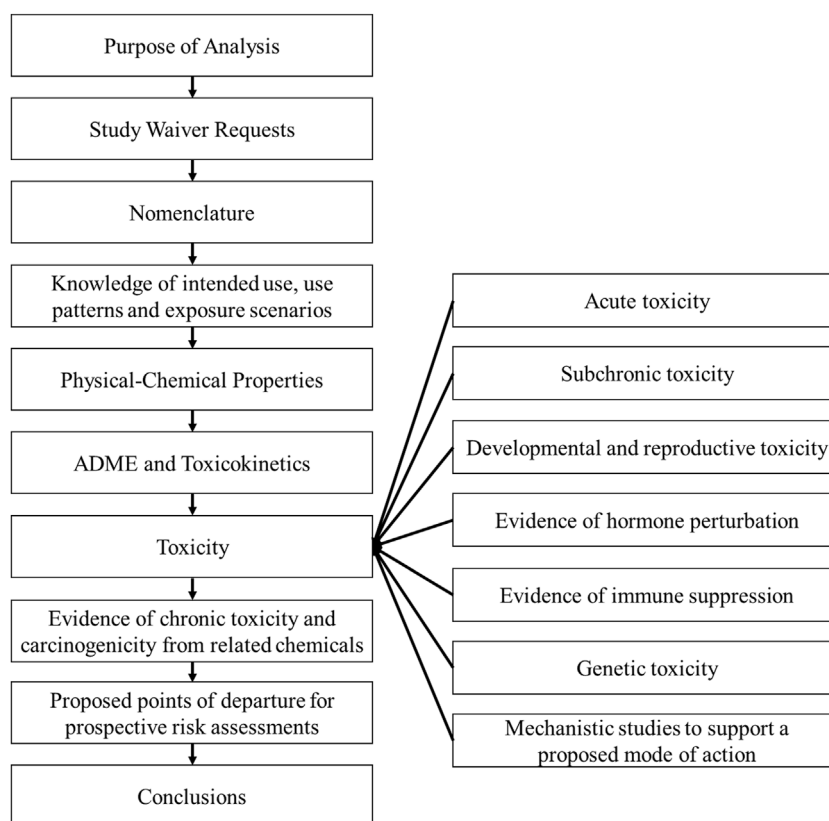 Purpose of Analysis
Study Waiver Requests
Nomenclature
Knowledge of intended use, use
patterns and exposure scenarios
Physical-Chemical Properties
ADME and Toxicokinetics
Toxicity
Evidence of chronic toxicity and
carcinogenicity from related chemicals
Proposed points of departure for
prospective risk assessments
Conclusions
Acute toxicity
Subchronic toxicity
Developmental and reproductive toxicity
Evidence of hormone perturbation
Evidence of immune suppression
Genetic toxicity
Mechanistic studies to support a
proposed mode of action